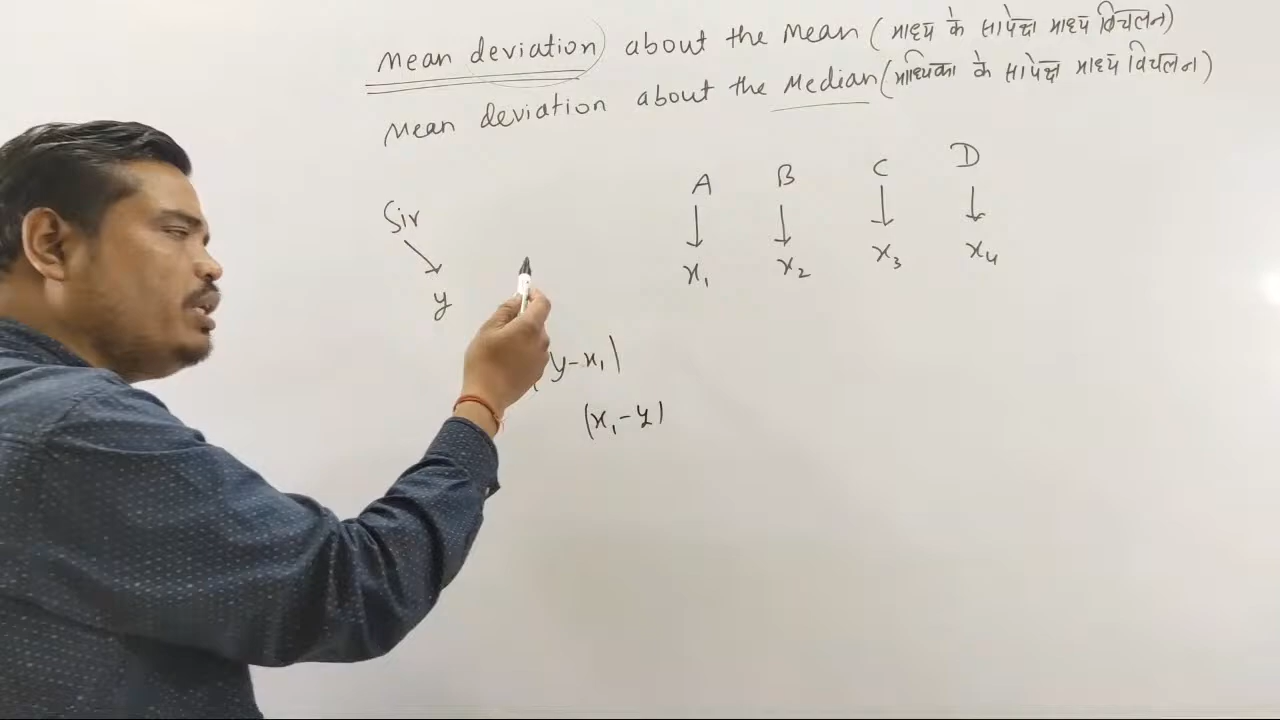 Mean deviation) about the Mean (माध्य के सापेक्ष माध्य विचलन)
Mean deviation about the Median (माध्यिका के सापेक्ष माध्य विचलन)
A B C D
Sir
x₁ x₂ x₃ x₄
y
y-x₁|
(x₁-y)